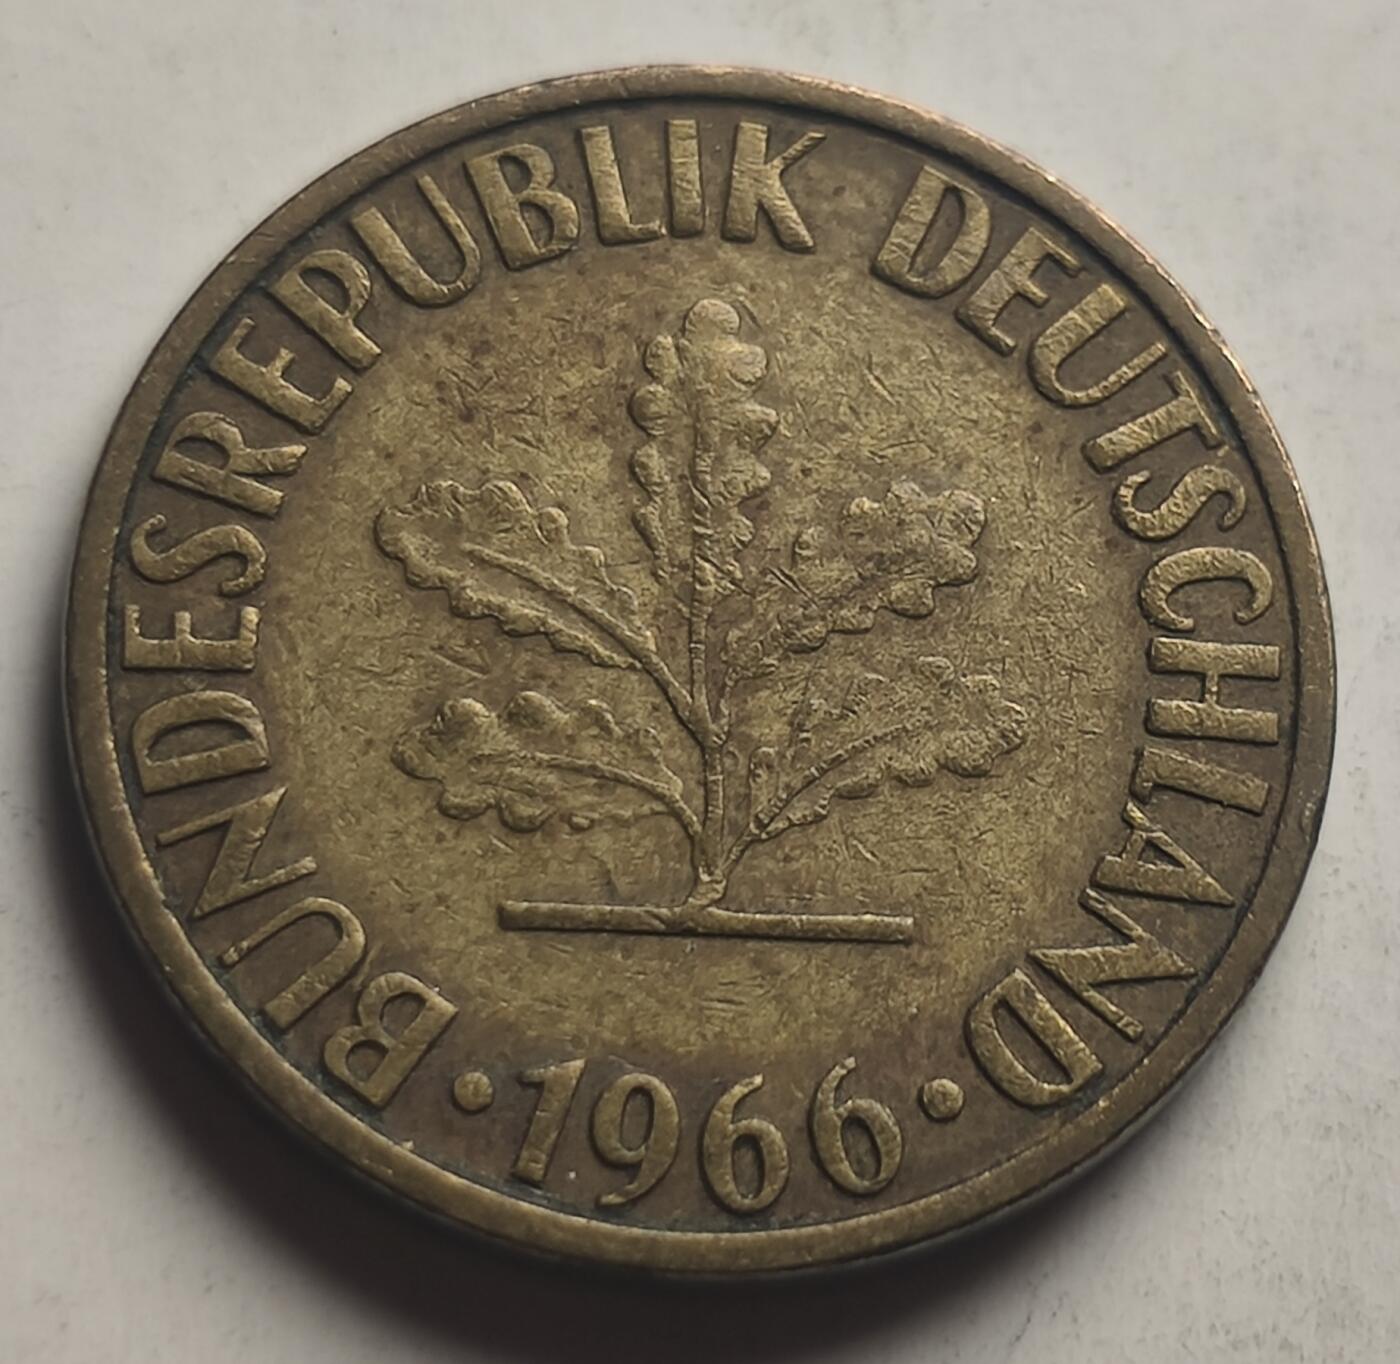 BUNDESREPUBLIK DEUTSCHLAND
· 1966 ·